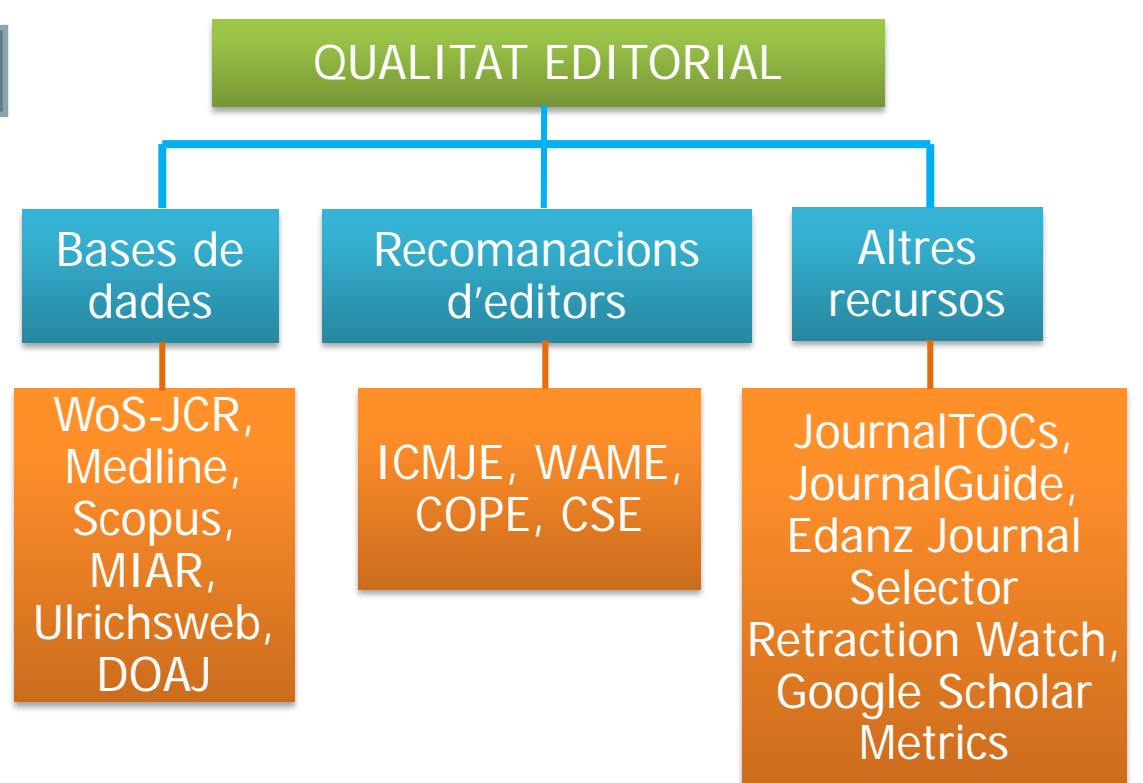 QUALITAT EDITORIAL
Bases de
dades
Recomanacions
d’editors
Altres
recursos
WoS-JCR,
Medline,
Scopus,
MIAR,
Ulrichsweb,
DOAJ
ICMJE, WAME,
COPE, CSE
JournalTOCs,
JournalGuide,
Edanz Journal
Selector
Retraction Watch,
Google Scholar
Metrics